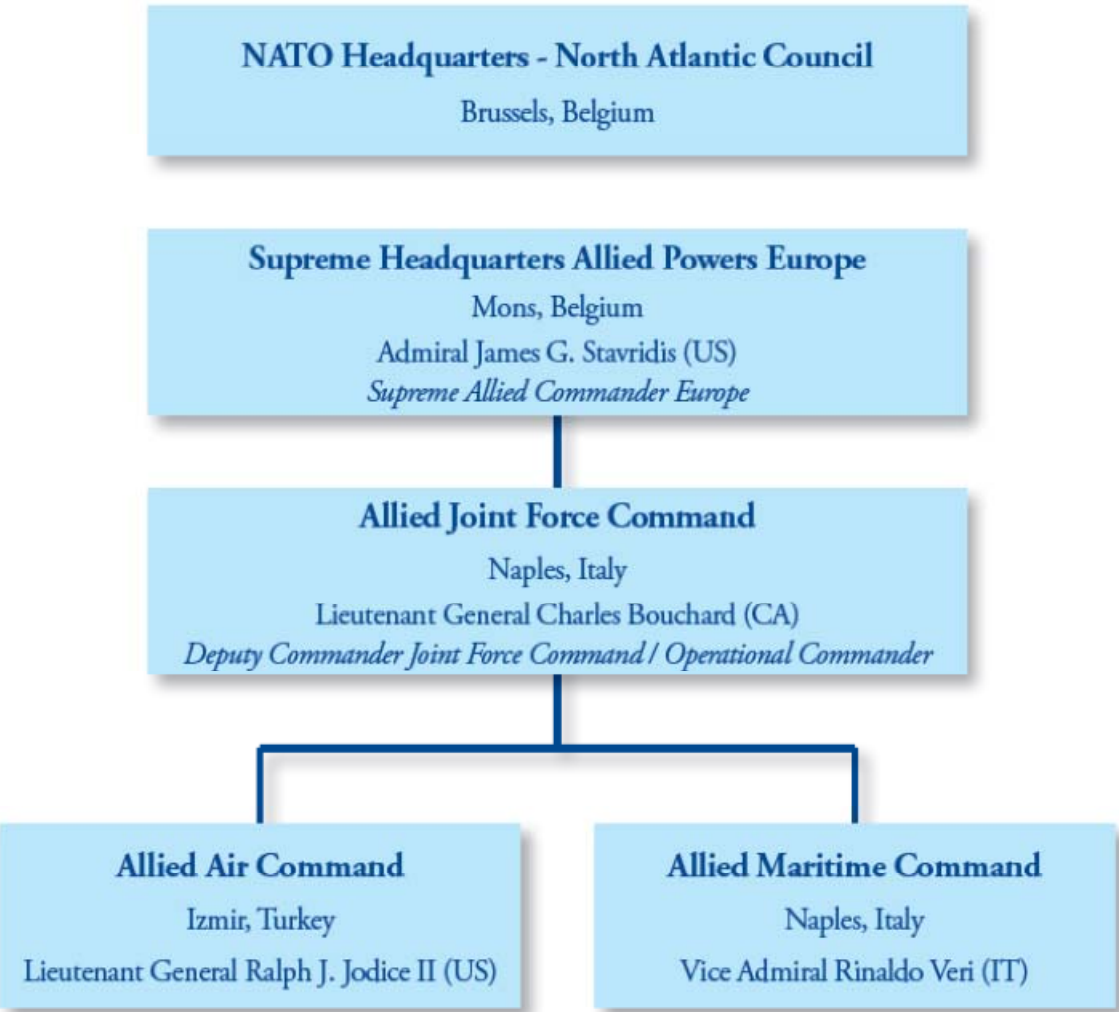 NATO Headquarters - North Atlantic Council
Brussels, Belgium
Supreme Headquarters Allied Powers Europe
Mons, Belgium
Admiral James G. Stavridis (US)
Supreme Allied Commander Europe
Allied Joint Force Command
Naples, Italy
Lieutenant General Charles Bouchard (CA)
Deputy Commander Joint Force Command / Operational Commander
Allied Air Command
Izmir, Turkey
Lieutenant General Ralph J. Jodice II (US)
Allied Maritime Command
Naples, Italy
Vice Admiral Rinaldo Veri (IT)